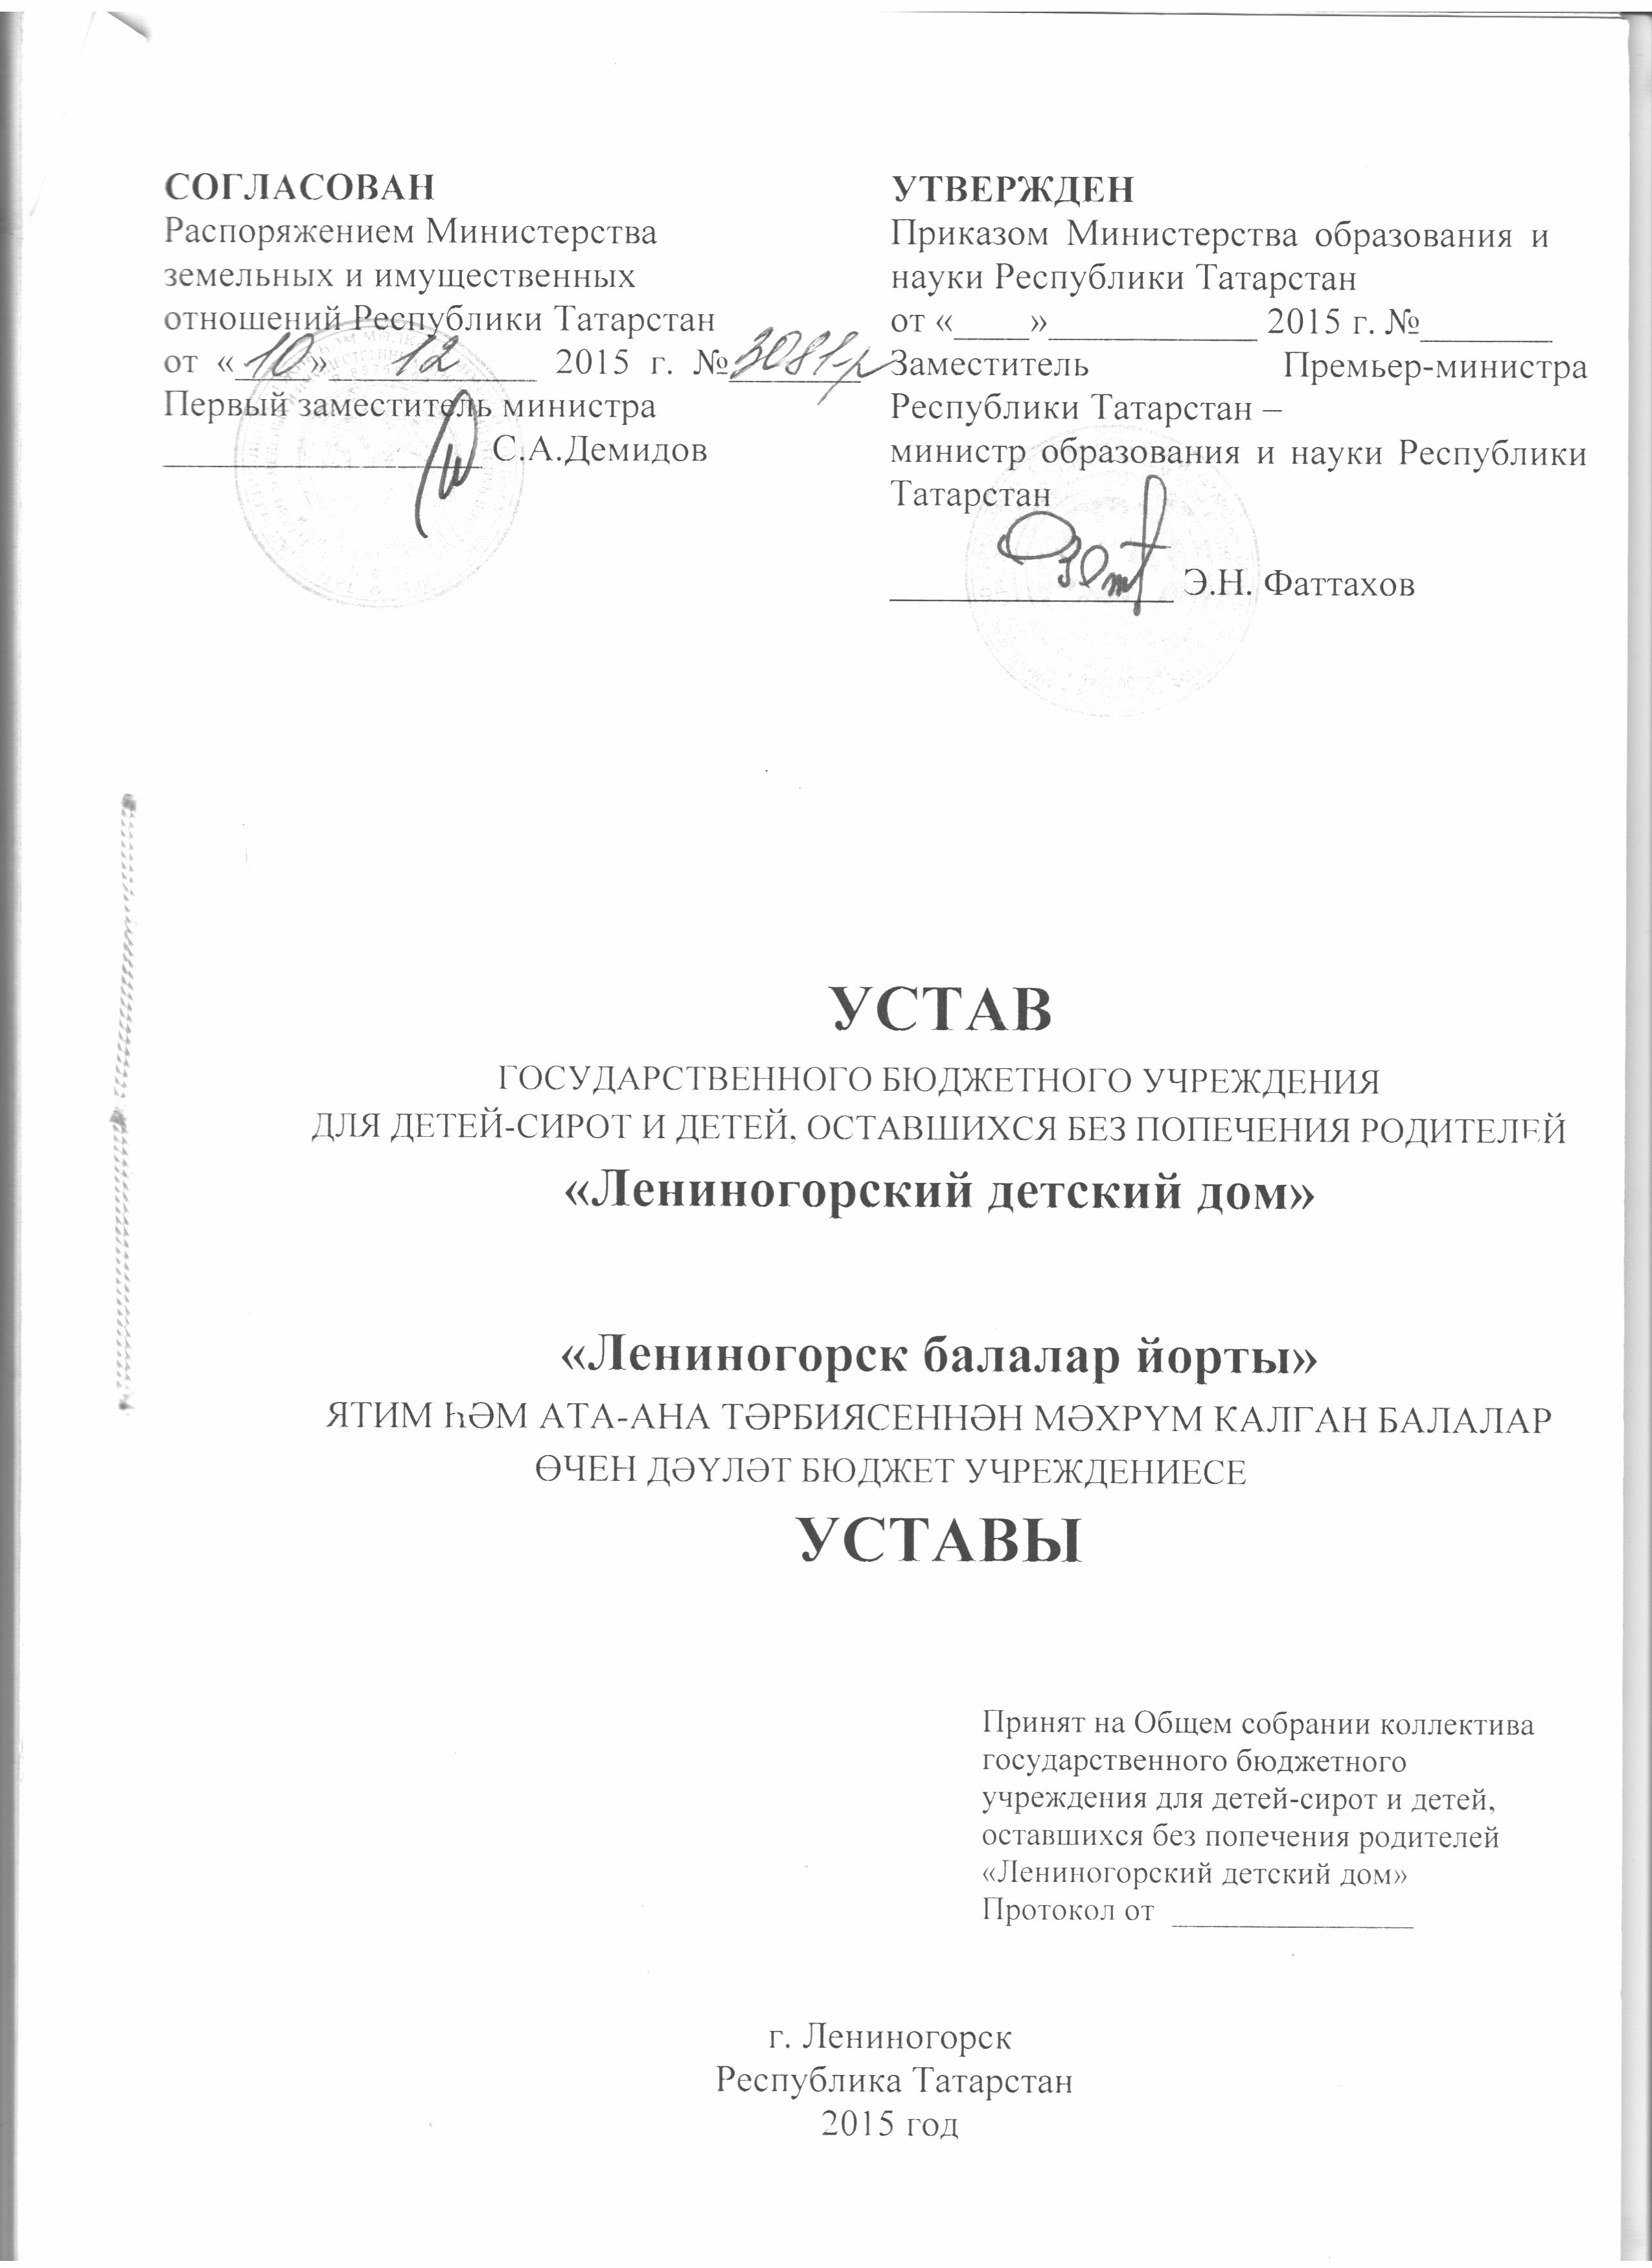 СОГЛАСОВАН
Распоряжением Министерства
земельных и имущественных
отношений Республики Татарстан
от «10» 12 2015 г. №3081-р
Первый заместитель министра
С.А.Демидов
УТВЕРЖДЕН
Приказом Министерства образования и
науки Республики Татарстан
от «____»___________ 2015 г. №_______
Заместитель Премьер-министра
Республики Татарстан –
министр образования и науки Республики
Татарстан
Э.Н. Фаттахов
УСТАВ
ГОСУДАРСТВЕННОГО БЮДЖЕТНОГО УЧРЕЖДЕНИЯ
ДЛЯ ДЕТЕЙ-СИРОТ И ДЕТЕЙ, ОСТАВШИХСЯ БЕЗ ПОПЕЧЕНИЯ РОДИТЕЛЕЙ
«Лениногорский детский дом»
«Лениногорск балалар йорты»
ЯТИМ ҺӘМ АТА-АНА ТӘРБИЯСЕННӘН МӘХРҮМ КАЛГАН БАЛАЛАР
ӨЧЕН ДӘҮЛӘТ БЮДЖЕТ УЧРЕЖДЕНИЕСЕ
УСТАВЫ
Принят на Общем собрании коллектива
государственного бюджетного
учреждения для детей-сирот и детей,
оставшихся без попечения родителей
«Лениногорский детский дом»
Протокол от _____________
г. Лениногорск
Республика Татарстан
2015 год